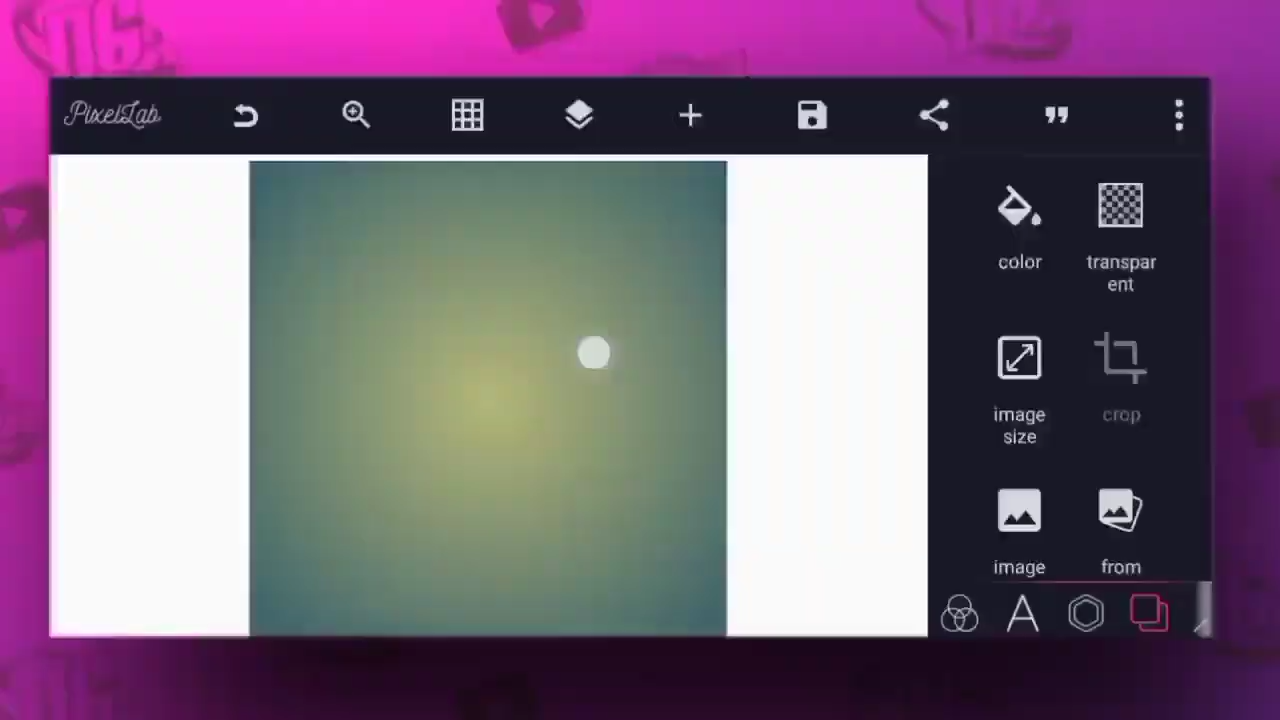 PixelLab
color
transpar
ent
image
size
crop
image
from